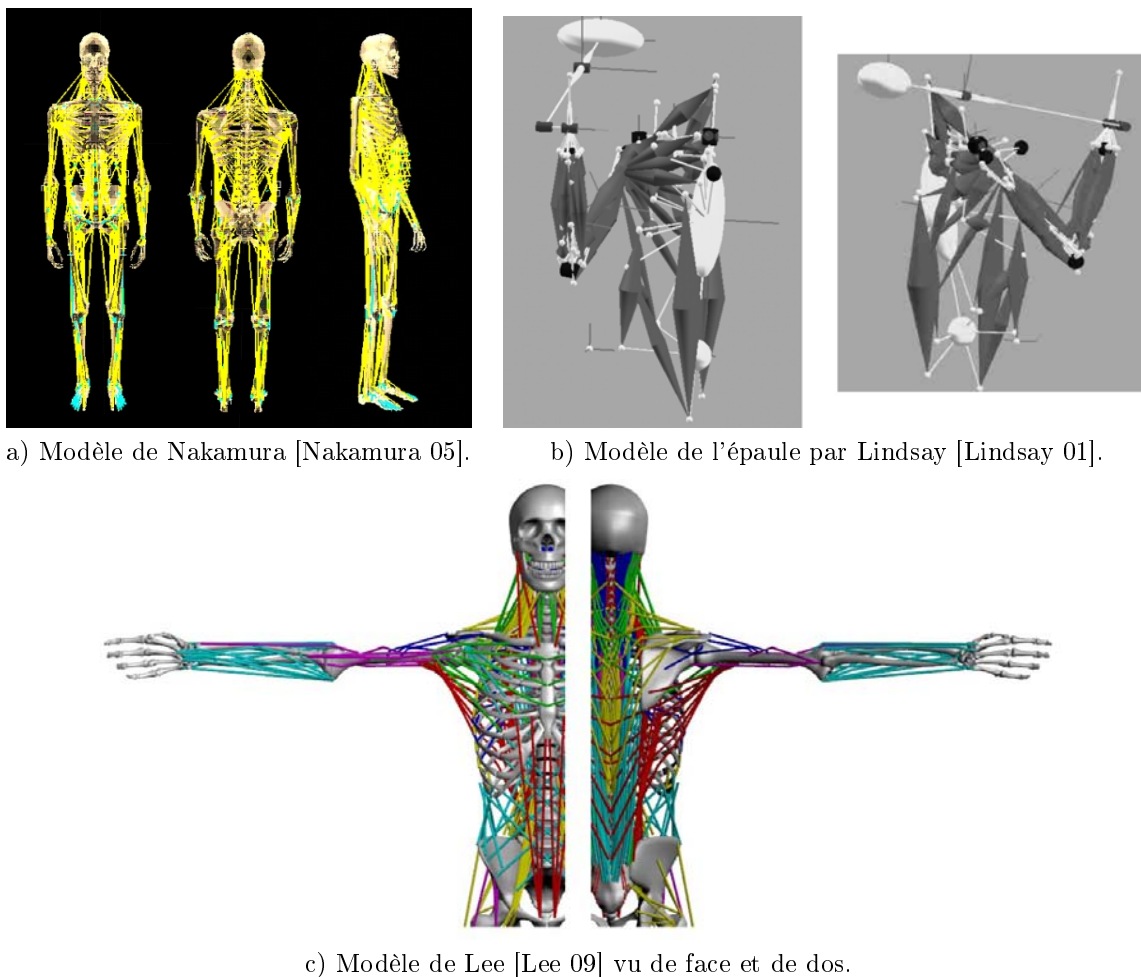 a) Modèle de Nakamura [Nakamura 05].
b) Modèle de l'épaule par Lindsay [Lindsay 01].
c) Modèle de Lee [Lee 09] vu de face et de dos.